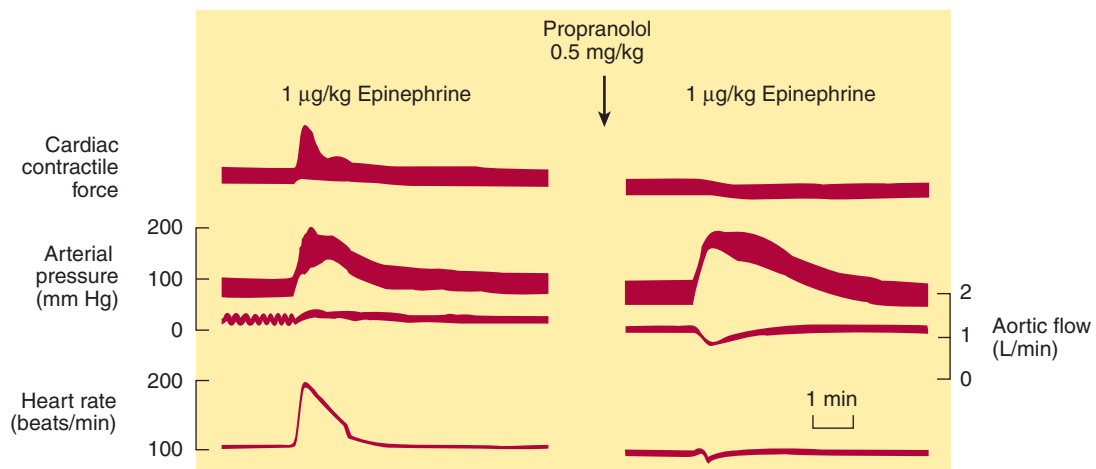 Propranolol
0.5 mg/kg
1 μg/kg Epinephrine
1 μg/kg Epinephrine
Cardiac
contractile
force
200
Arterial
pressure
(mm Hg)
100
0
2
1
0
Aortic flow
(L/min)
200
Heart rate
(beats/min)
100
1 min